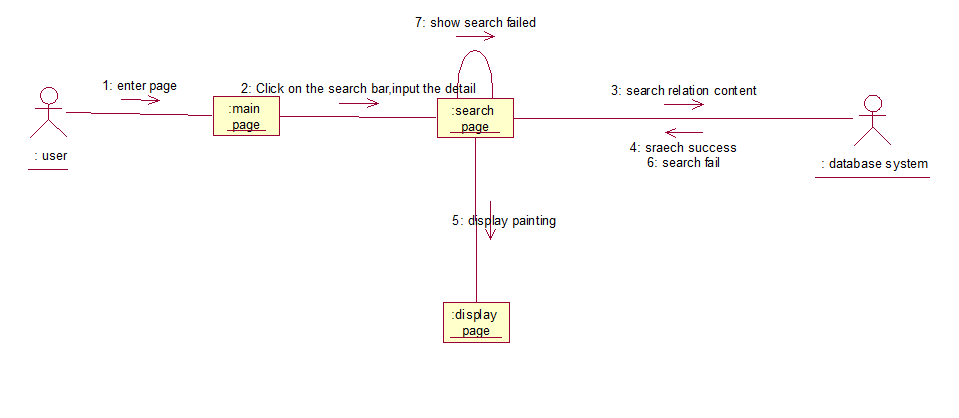 7: show search failed
1: enter page
2: Click on the search bar,input the detail
3: search relation content
:main
page
:search
page
4: sraech success
6: search fail
: user
: database system
5: display painting
:display
page